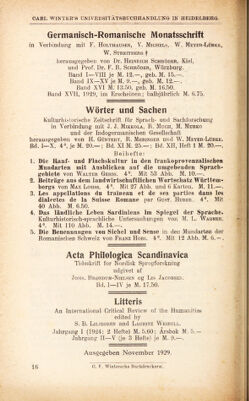 CARL WINTER'S UNIVERSITÄTSBUCHHANDLUNG IN HEIDELBERG.
Germanisch-Romanische Monatsschrift
in Verbindung mit F. HOLTHAUSEN, V. MICHELS, W. MEYER-LÜBKE,
W. STREITBERG †
herausgegeben von Dr. HEINRICH SCHRÖDER, Kiel,
und Prof. Dr. F. R. SCHRÖDER, Würzburg.
Band I—VIII je M. 12.—, geb. M. 15.—.
Band IX—XV je M. 9.—, geb. M. 12.—.
Band XVI M. 13.50, geb. M. 16.50.
Band XVII, 1929, im Erscheinen; halbjährlich M. 6.75.
Wörter und Sachen
Kulturhistorische Zeitschrift für Sprach- und Sachforschung
in Verbindung mit J. J. MIKKOLA, R. MUCH, M. MURKO
und der Indogermanischen Gesellschaft
herausgegeben von H. GÜNTERT, R. MERINGER, W. MEYER-LÜBKE.
Bd. I—X. 4°, je M. 20.—; Bd. XI M. 25.—; Bd. XII, Heft 1 M. 20.—.
Beihefte:
1. Die Hanf- und Flachskultur in den frankoprovenzalischen
Mundarten mit Ausblicken auf die umgebenden Sprach-
gebiete von WALTER GERIG. 4°. Mit 53 Abb. M. 10.—.
2. Beiträge aus dem landwirtschaftlichen Wortschatz Württem-
bergs von MAX LOHSS, 4°. Mit 27 Abb. und 6 Karten. M. 11.—.
3. Les appellations du traîneau et de ses parties dans les
dialectes de la Suisse Romane par GUST. HUBER. 4°. Mit
40 Abb. M. 6.50.
4. Das ländliche Leben Sardiniens im Spiegel der Sprache.
Kulturhistorisch-sprachliche Untersuchungen von M. L. WAGNER.
4°. Mit 110 Abb. M. 14.—.
5. Die Benennungen von Sichel und Sense in den Mundarten der
Romanischen Schweiz von FRANZ HOBI. 4°. Mit 12 Abb. M. 6.—.
Acta Philologica Scandinavica
Tidsskrift for Nordisk Sprogforskning
udgivet af
JOHS. BRØNDUM-NIELSEN og LIS JACOBSEN.
Bd. I—IV je M. 17.50.
Litteris
An International Critical Review of the Humanities
edited by
S. B. LILJEGREN and LAURITZ WEIBULL.
Jahrgang I (1924; 2 Hefte) M. 5.60; Årsbok M. 5.—
Jahrgang II—V (je 3 Hefte) je M. 9.—.
Ausgegeben November 1929.
16
C. F. Wintersche Buchdruckerei.